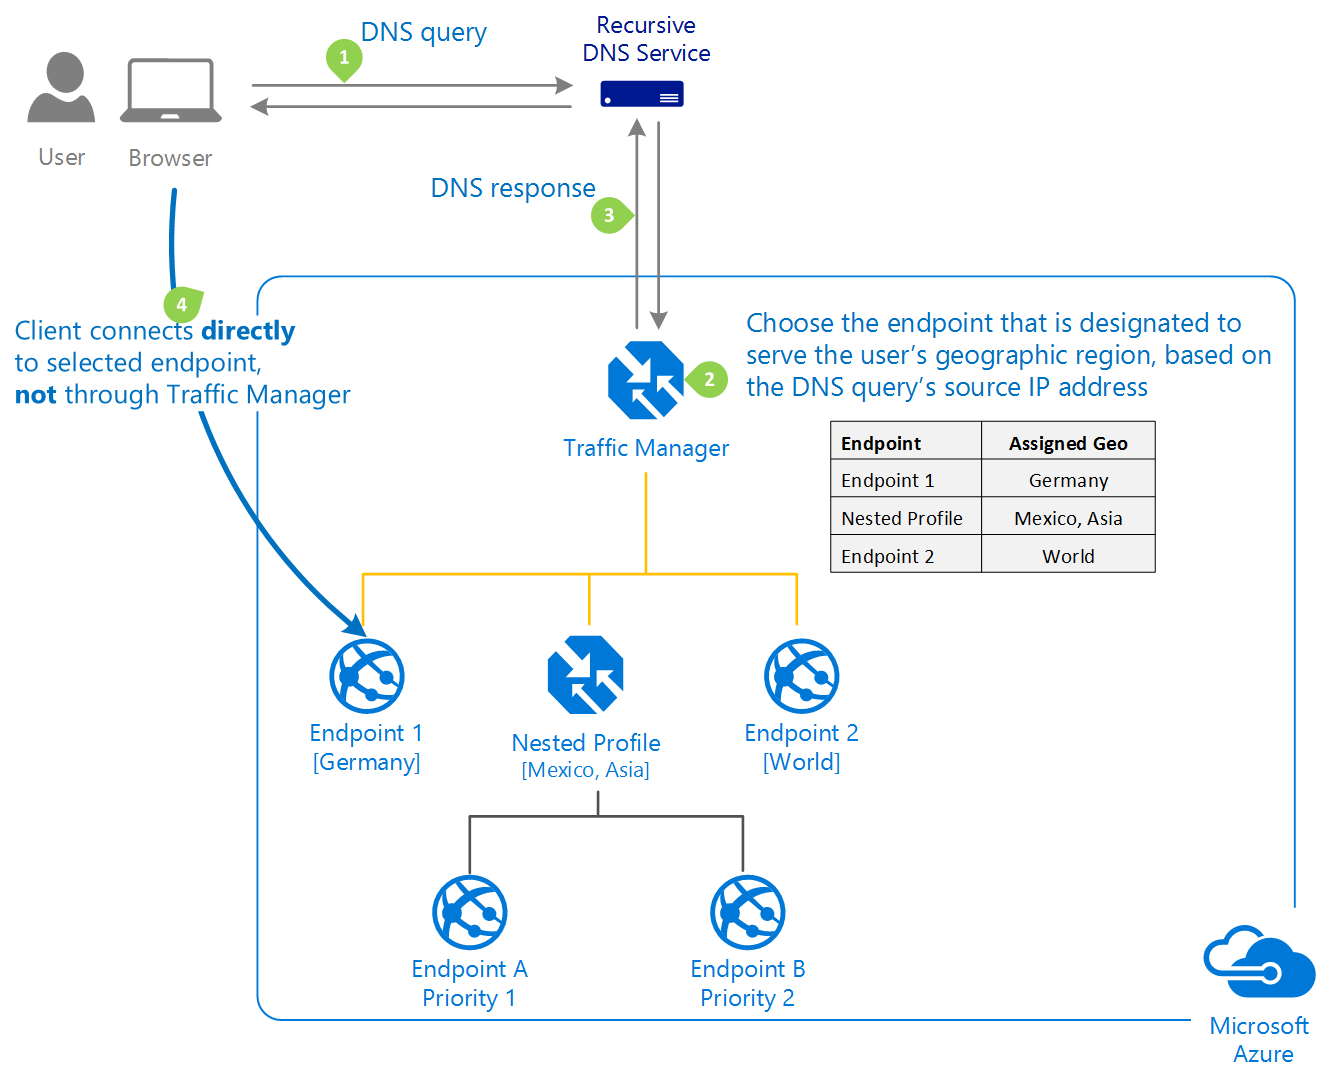 DNS query
1
Recursive
DNS Service
User
Browser
DNS response
3
4
Client connects directly
to selected endpoint,
not through Traffic Manager
2
Choose the endpoint that is designated to
serve the user’s geographic region, based on
the DNS query’s source IP address
Traffic Manager
Endpoint Assigned Geo
Endpoint 1 Germany
Nested Profile Mexico, Asia
Endpoint 2 World
Endpoint 1
[Germany]
Nested Profile
[Mexico, Asia]
Endpoint 2
[World]
Endpoint A
Priority 1
Endpoint B
Priority 2
Microsoft
Azure